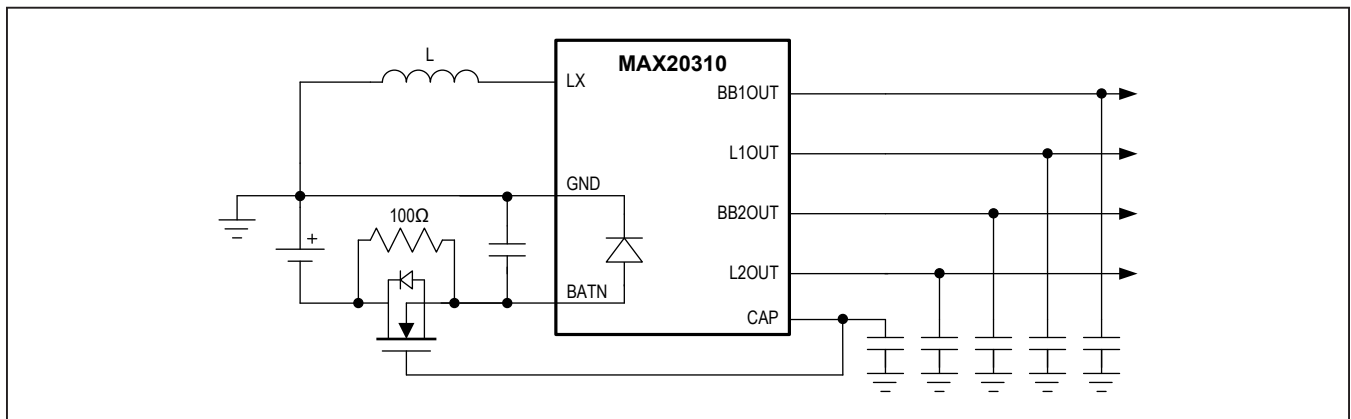 L
MAX20310
LX
BB1OUT
L1OUT
GND
100Ω
BB2OUT
+
L2OUT
BATN
CAP